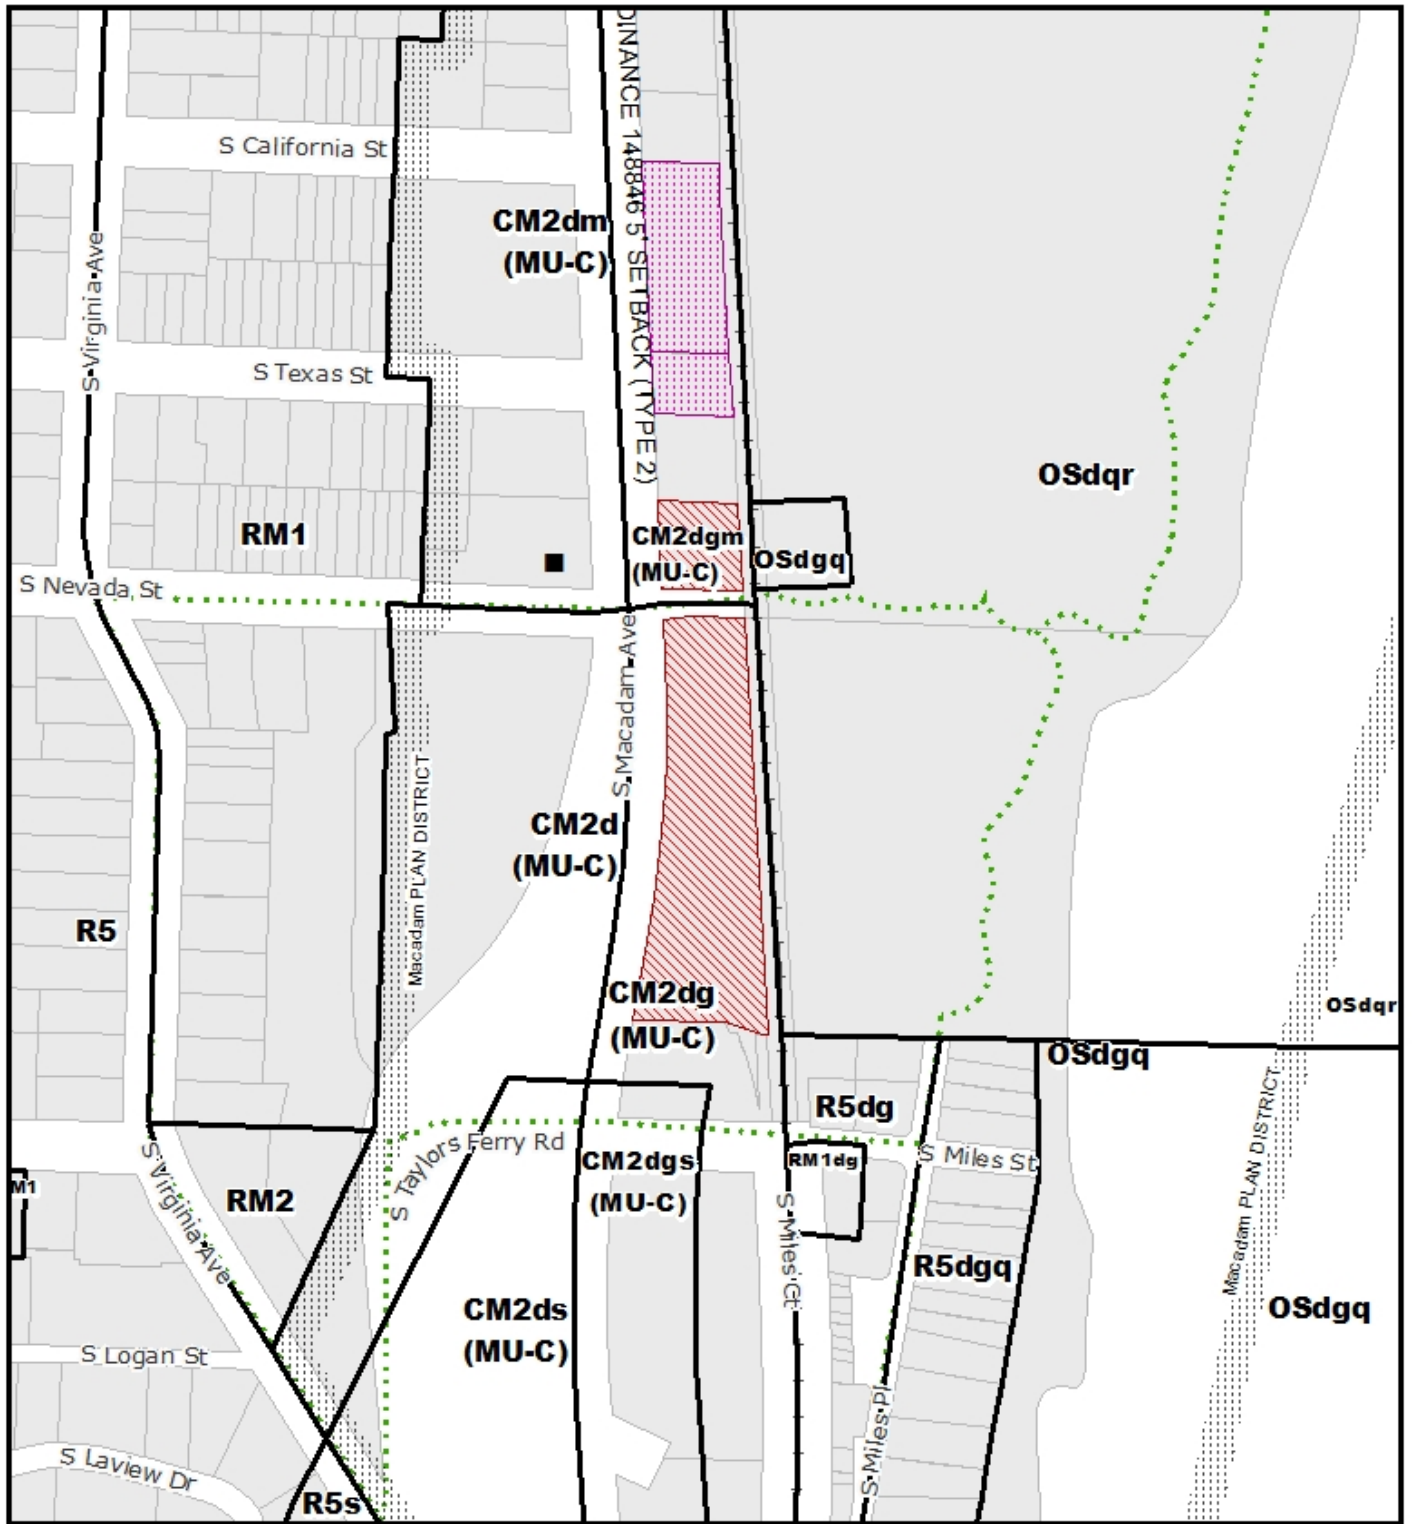 S California St
DINANCE 148846 5' SETBACK (TYPE 2)
CM2dm
(MU-C)
S Virginia Ave
S Texas St
OSdqr
RM1
CM2dgm
(MU-C)
OSdgq
S Nevada St
S Macadam Ave
Macadam PLAN DISTRICT
CM2d
(MU-C)
R5
CM2dg
(MU-C)
OSdqr
OSdgq
R5dg
S Taylors Ferry Rd
CM2dgs
(MU-C)
RM1dg
S Miles St
M1
RM2
S Virginia Ave
S Miles Ct
Macadam PLAN DISTRICT
R5dgq
CM2ds
(MU-C)
OSdgq
S Logan St
S Miles Pl
S Laview Dr
R5s